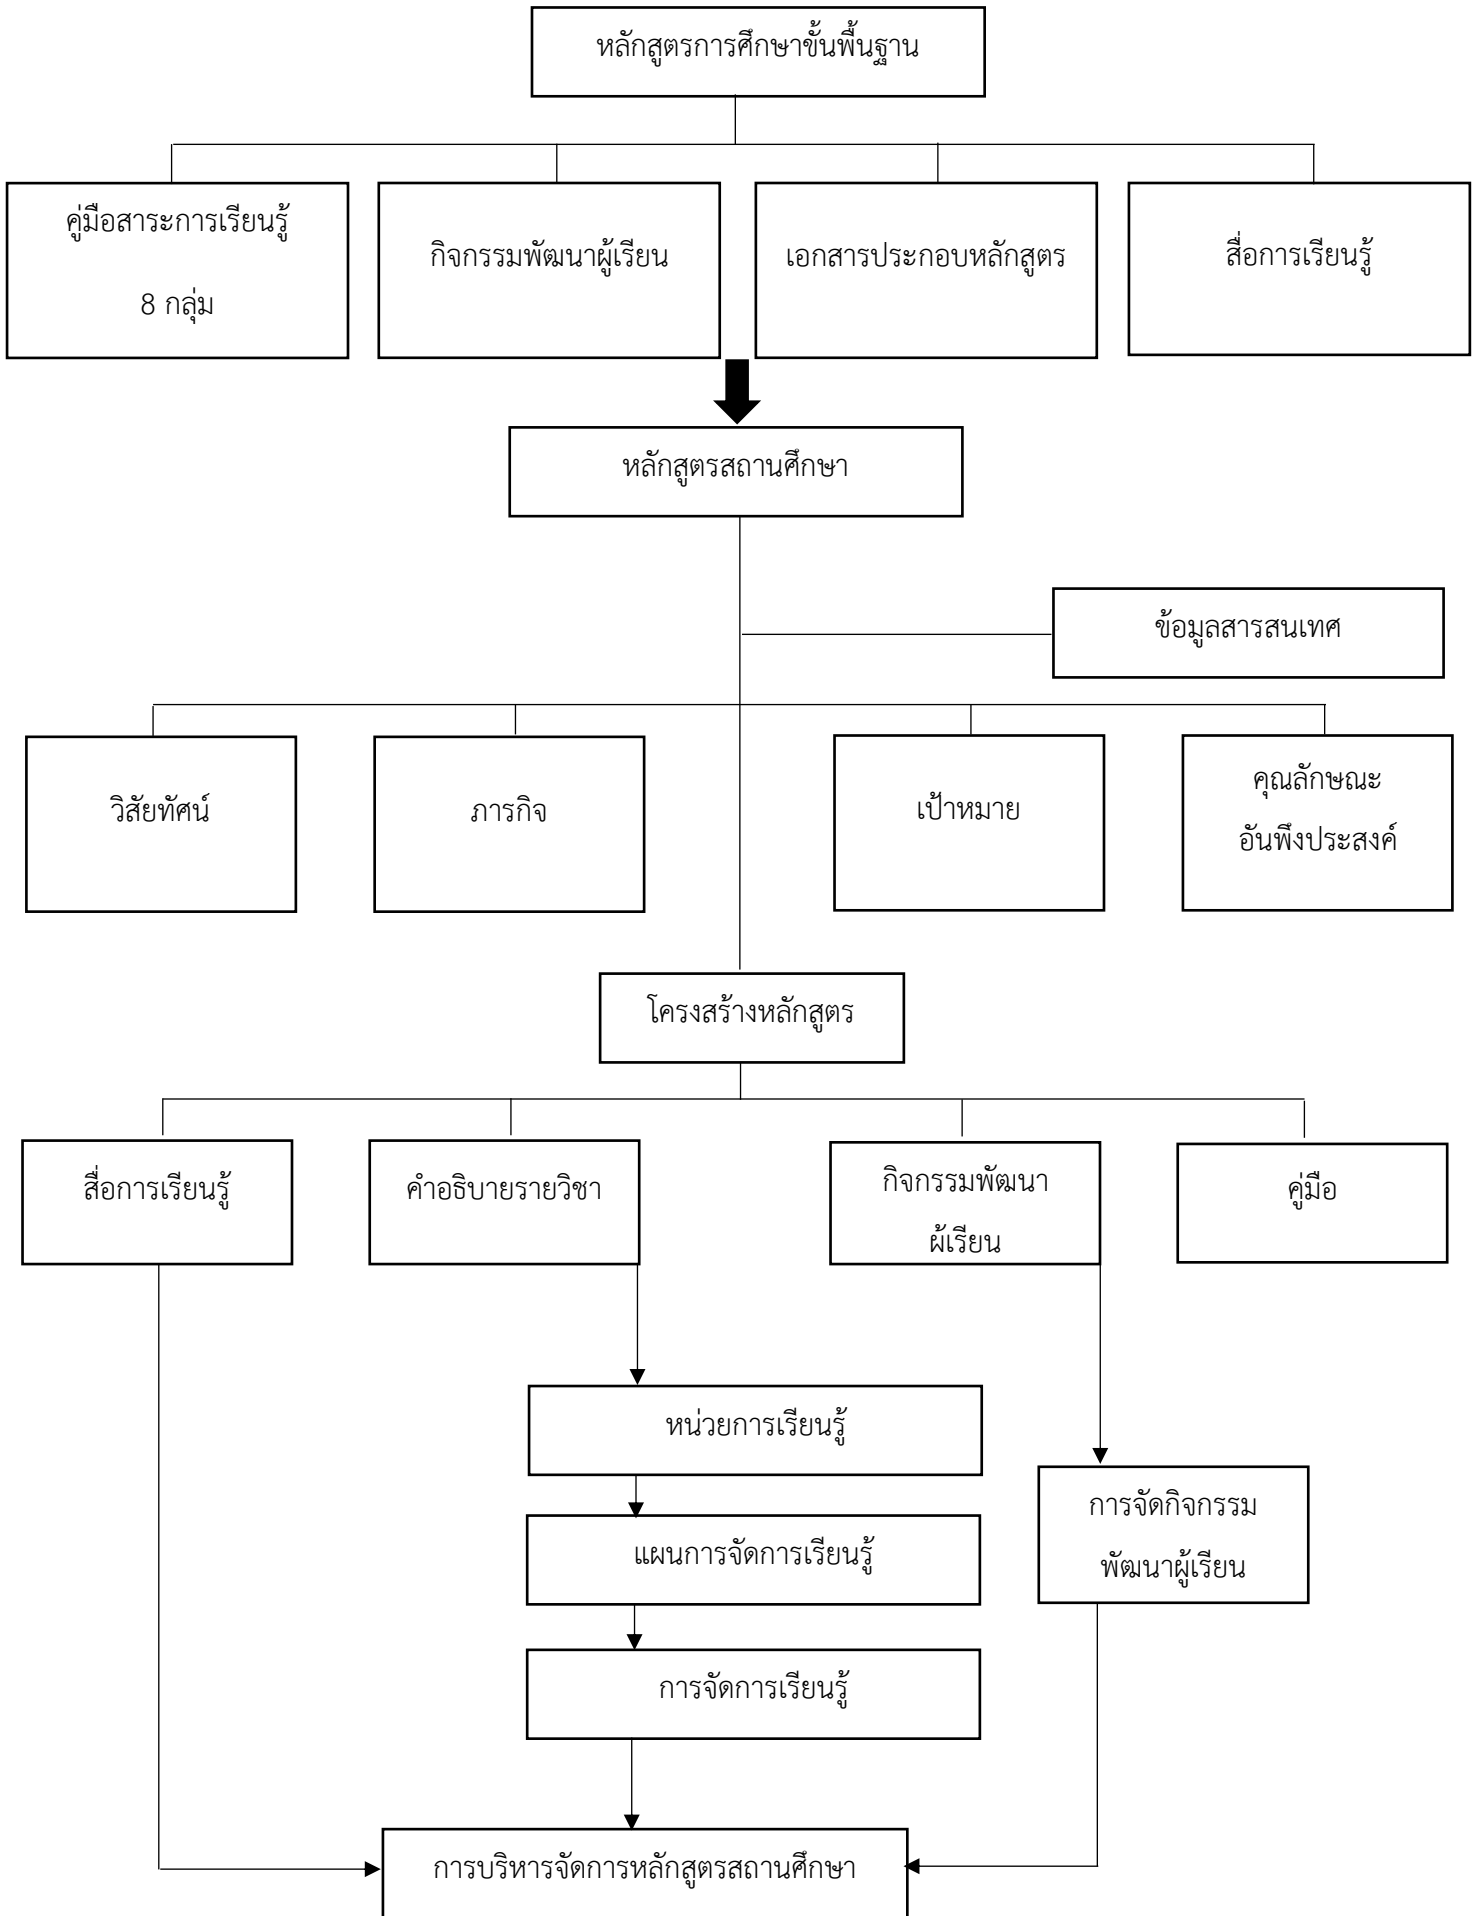 หลักสูตรการศึกษาขั้นพื้นฐาน
คู่มือสาระการเรียนรู้
8 กลุ่ม
กิจกรรมพัฒนาผู้เรียน
เอกสารประกอบหลักสูตร
สื่อการเรียนรู้
หลักสูตรสถานศึกษา
ข้อมูลสารสนเทศ
วิสัยทัศน์
ภารกิจ
เป้าหมาย
คุณลักษณะ
อันพึงประสงค์
โครงสร้างหลักสูตร
สื่อการเรียนรู้
คำอธิบายรายวิชา
กิจกรรมพัฒนา
ผู้เรียน
คู่มือ
หน่วยการเรียนรู้
แผนการจัดการเรียนรู้
การจัดการเรียนรู้
การจัดกิจกรรม
พัฒนาผู้เรียน
การบริหารจัดการหลักสูตรสถานศึกษา